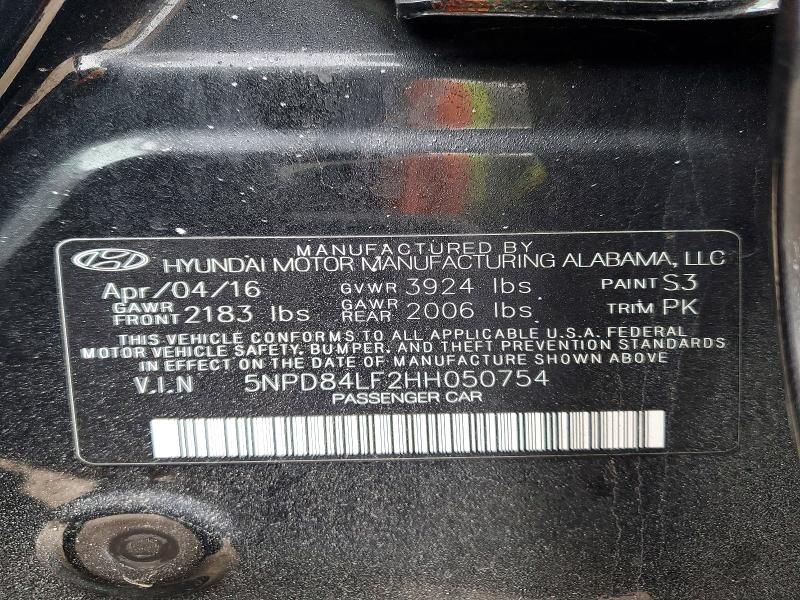 MANUFACTURED BY
HYUNDAI MOTOR MANUFACTURING ALABAMA, LLC
Apr/04/16 GVWR 3924 lbs PAINT S3
GAWR FRONT 2183 lbs GAWR REAR 2006 lbs TRIM PK
THIS VEHICLE CONFORMS TO ALL APPLICABLE U.S.A. FEDERAL
MOTOR VEHICLE SAFETY, BUMPER, AND THEFT PREVENTION STANDARDS
IN EFFECT ON THE DATE OF MANUFACTURE SHOWN ABOVE
V.I.N 5NPD84LF2HH050754
PASSENGER CAR